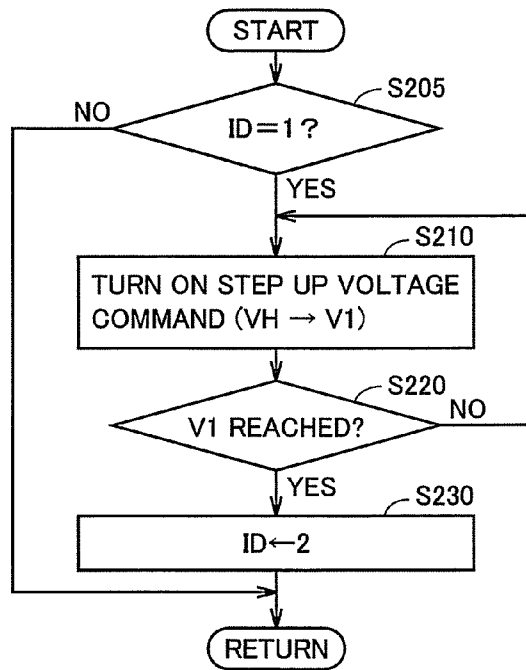 START
S205
NO
ID=1?
YES
S210
TURN ON STEP UP VOLTAGE
COMMAND (VH → V1)
S220
V1 REACHED?
NO
YES
S230
ID←2
RETURN